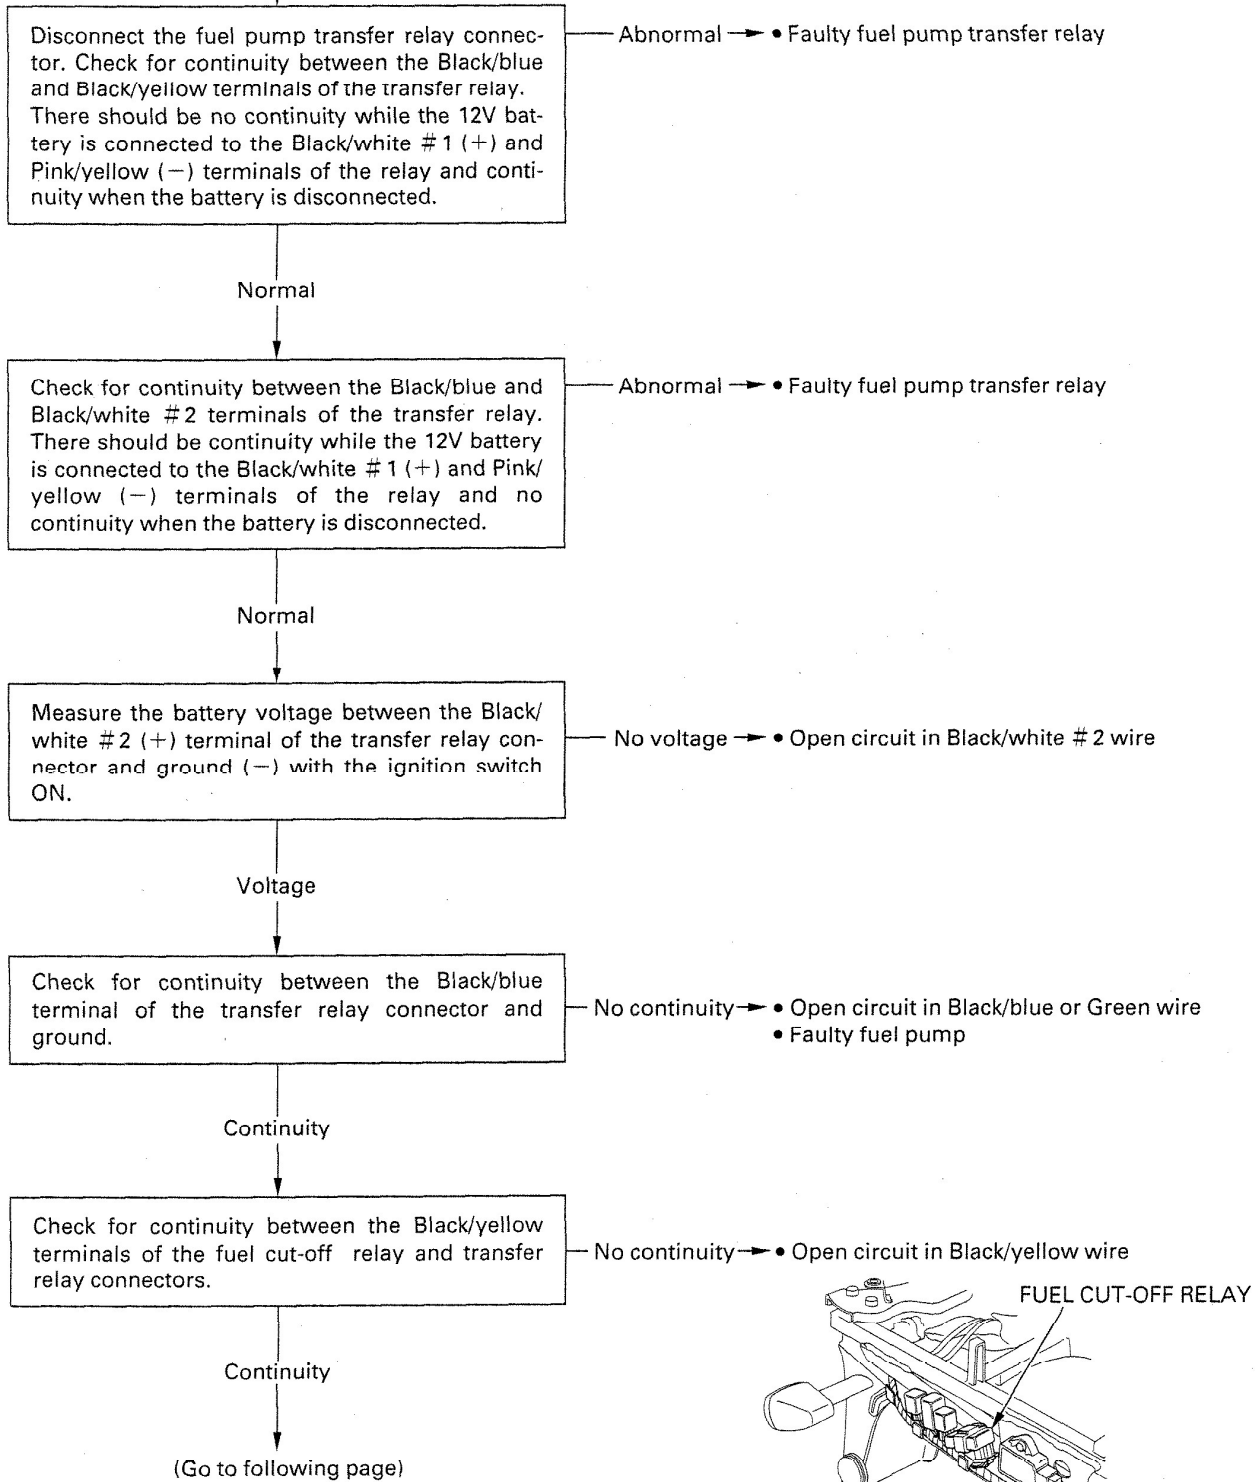 Disconnect the fuel pump transfer relay connec-
tor. Check for continuity between the Black/blue
and Black/yellow terminals of the transfer relay.
There should be no continuity while the 12V bat-
tery is connected to the Black/white #1 (+) and
Pink/yellow (−) terminals of the relay and conti-
nuity when the battery is disconnected.
Abnormal
• Faulty fuel pump transfer relay
Normal
Check for continuity between the Black/blue and
Black/white #2 terminals of the transfer relay.
There should be continuity while the 12V battery
is connected to the Black/white #1 (+) and Pink/
yellow (−) terminals of the relay and no
continuity when the battery is disconnected.
Abnormal
• Faulty fuel pump transfer relay
Normal
Measure the battery voltage between the Black/
white #2 (+) terminal of the transfer relay con-
nector and ground (−) with the ignition switch
ON.
No voltage
• Open circuit in Black/white #2 wire
Voltage
Check for continuity between the Black/blue
terminal of the transfer relay connector and
ground.
No continuity
• Open circuit in Black/blue or Green wire
• Faulty fuel pump
Continuity
Check for continuity between the Black/yellow
terminals of the fuel cut-off relay and transfer
relay connectors.
No continuity
• Open circuit in Black/yellow wire
FUEL CUT-OFF RELAY
Continuity
(Go to following page)